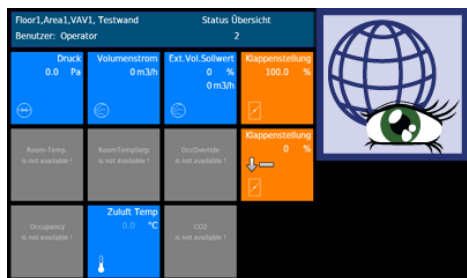 Floor1,Area1,VAV1, Testwand Status Übersicht
Benutzer: Operator 2
Druck
0.0 Pa
Volumenstrom
0 m3/h
Ext.Vol.Sollwert
0 %
0 m3/h
Klappenstellung
100.0 %
Room-Temp
is not available !
RoomTempSetp
is not available !
OccOverride
is not available !
Klappenstellung
0 %
Occupancy
is not available !
Zuluft Temp
0.0 °C
CO2
is not available !